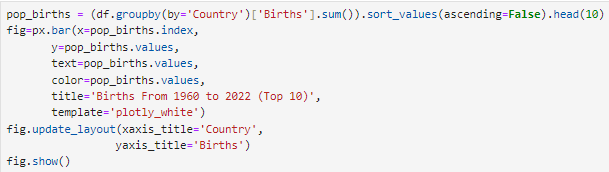 pop_births = (df.groupby(by='Country')['Births'].sum()).sort_values(ascending=False).head(10)
fig=px.bar(x=pop_births.index,
       y=pop_births.values,
       text=pop_births.values,
       color=pop_births.values,
       title='Births From 1960 to 2022 (Top 10)',
       template='plotly_white')
fig.update_layout(xaxis_title='Country',
                 yaxis_title='Births')
fig.show()